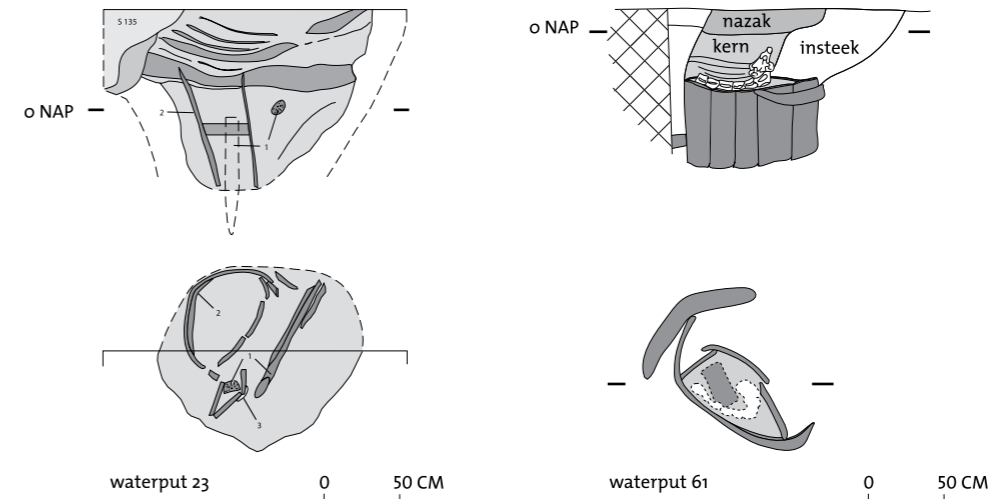 S 135
o NAP
2
1
2
1
3
waterput 23
0 50 CM
nazak
o NAP
kern
insteek
waterput 61
0 50 CM